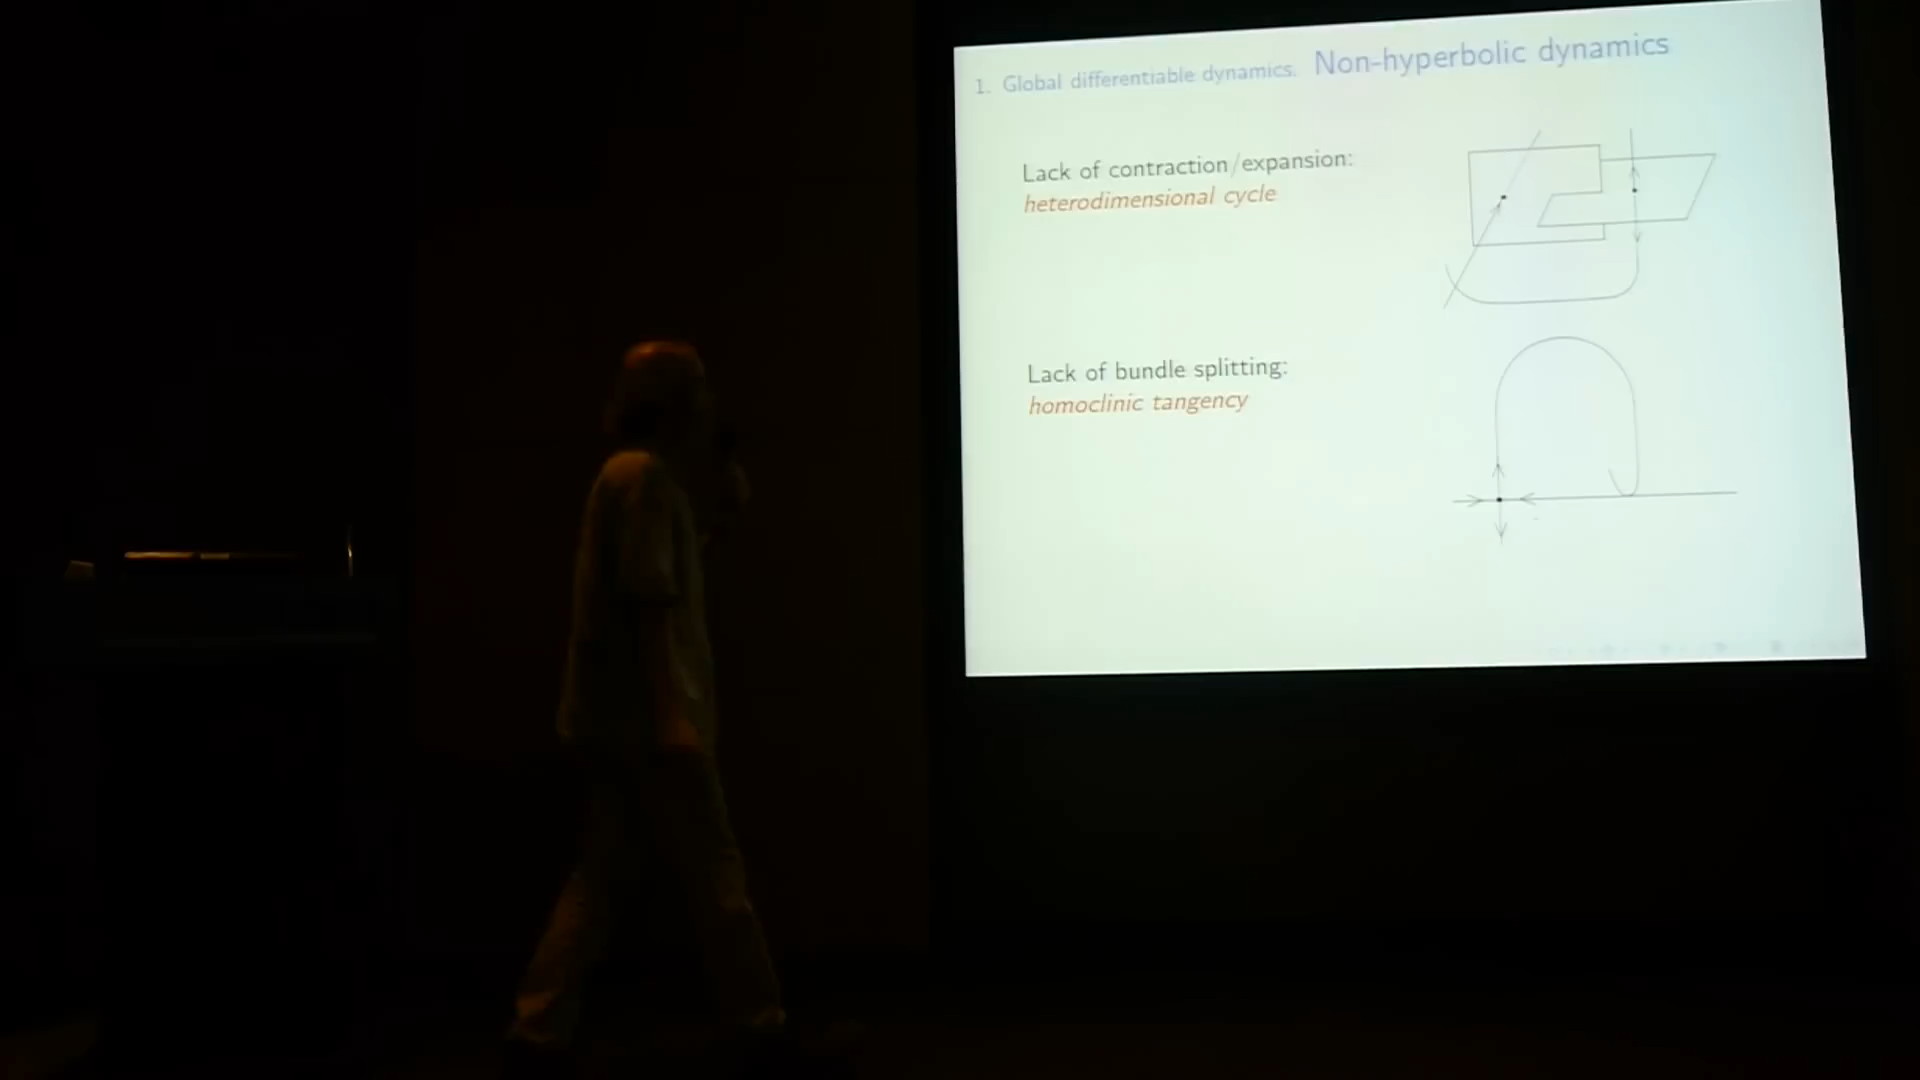 1. Global differentiable dynamics. Non-hyperbolic dynamics
Lack of contraction/expansion:
heterodimensional cycle
Lack of bundle splitting:
homoclinic tangency